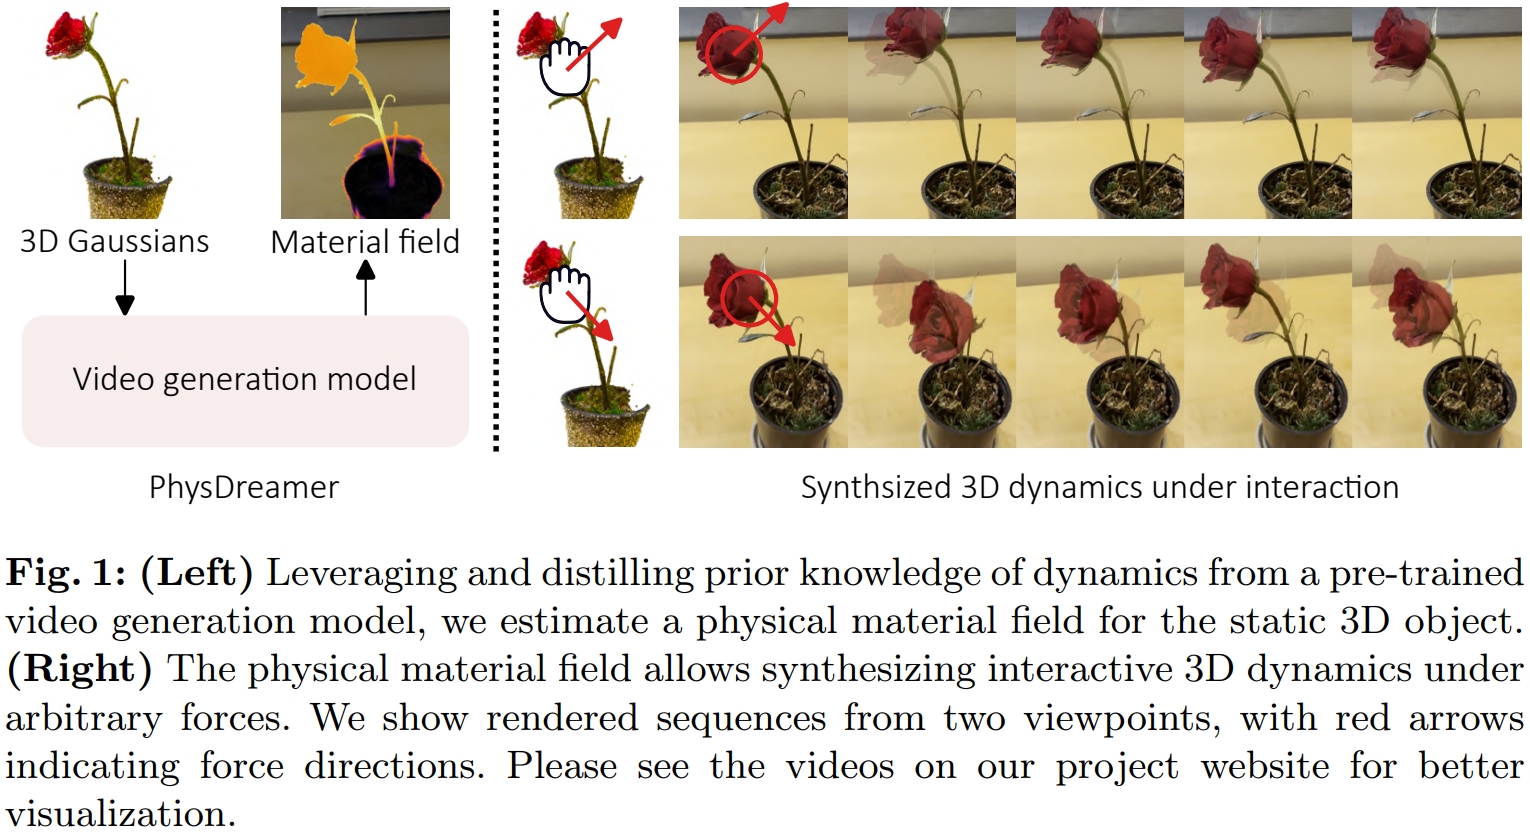 3D Gaussians
Material field
Video generation model
PhysDreamer
Synthsized 3D dynamics under interaction
Fig. 1: (Left) Leveraging and distilling prior knowledge of dynamics from a pre-trained
video generation model, we estimate a physical material field for the static 3D object.
(Right) The physical material field allows synthesizing interactive 3D dynamics under
arbitrary forces. We show rendered sequences from two viewpoints, with red arrows
indicating force directions. Please see the videos on our project website for better
visualization.